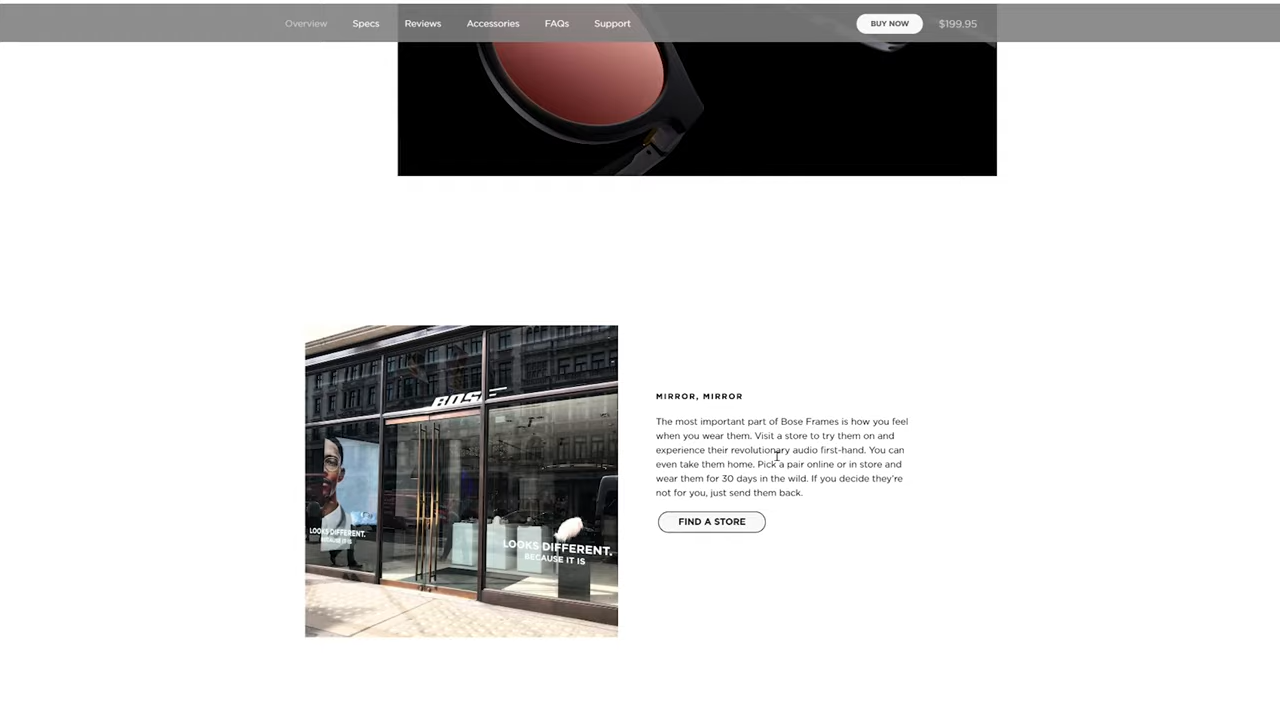 Overview Specs Reviews Accessories FAQs Support BUY NOW $199.95
BOSE
LOOKS DIFFERENT.
BECAUSE IT IS
LOOKS DIFFERENT.
BECAUSE IT IS
MIRROR, MIRROR
The most important part of Bose Frames is how you feel
when you wear them. Visit a store to try them on and
experience their revolutionary audio first-hand. You can
even take them home. Pick a pair online or in store and
wear them for 30 days in the wild. If you decide they're
not for you, just send them back.
FIND A STORE